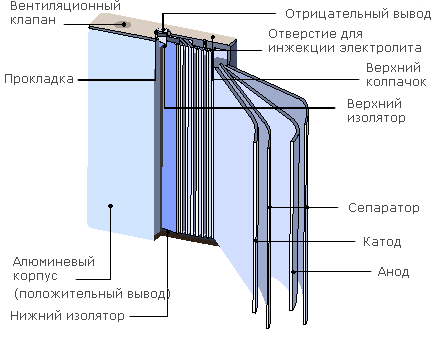 Вентиляционный
клапан
Отрицательный вывод
Отверстие для
инжекции электролита
Прокладка
Верхний
колпачок
Верхний
изолятор
Сепаратор
Катод
Анод
Алюминевый
корпус
(положительный вывод)
Нижний изолятор